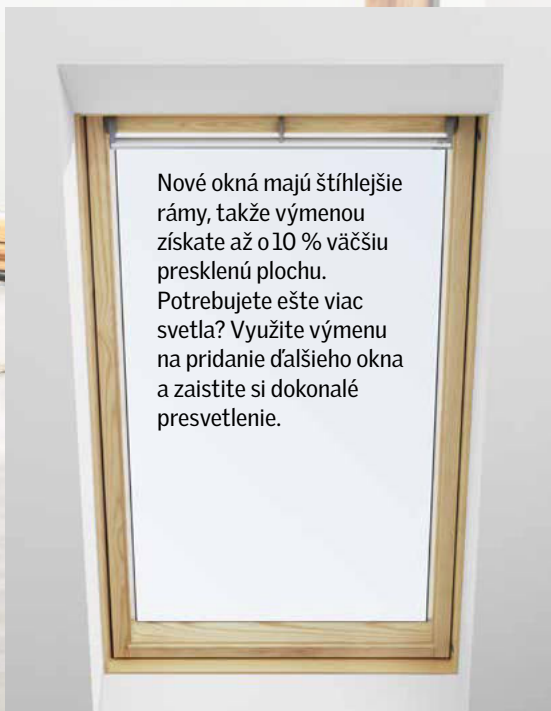 Nové okná majú štíhlejšie
rámy, takže výmenou
získate až o 10 % väčšiu
presklenú plochu.
Potrebujete ešte viac
svetla? Využite výmenu
na pridanie ďalšieho okna
a zaistite si dokonalé
presvetlenie.